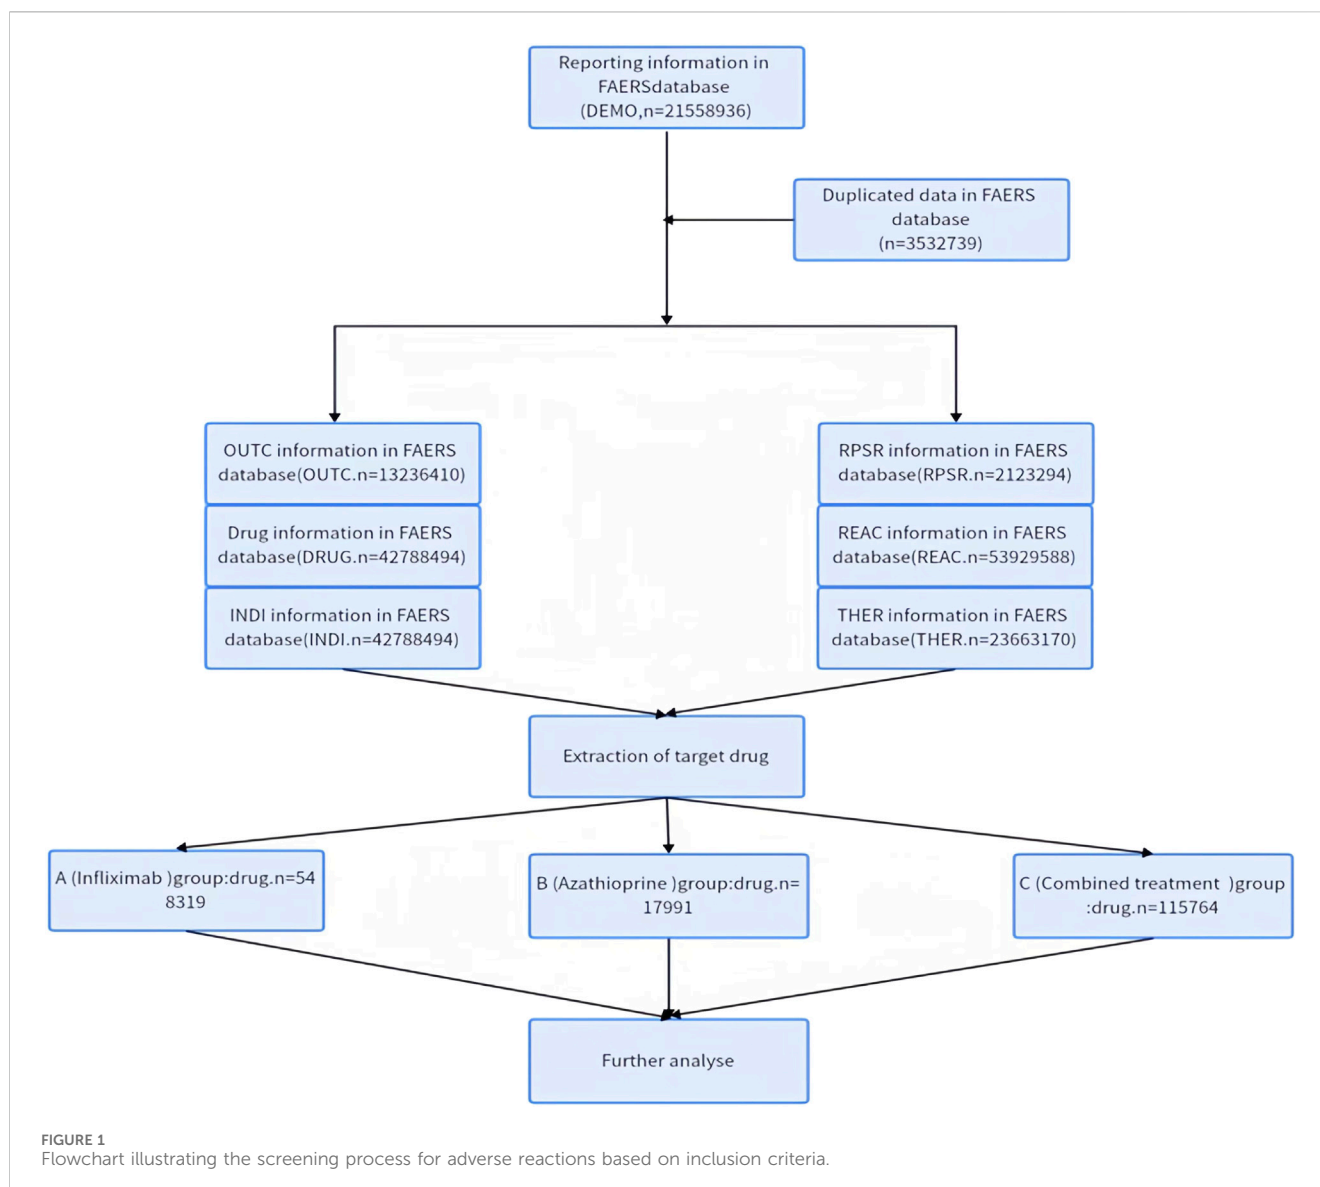 Reporting information in
FAERSdatabase
(DEMO,n=21558936)
Duplicated data in FAERS
database
(n=3532739)
OUTC information in FAERS
database(OUTC.n=13236410)
Drug information in FAERS
database(DRUG.n=42788494)
INDI information in FAERS
database(INDI.n=42788494)
RPSR information in FAERS
database(RPSR.n=2123294)
REAC information in FAERS
database(REAC.n=53929588)
THER information in FAERS
database(THER.n=23663170)
Extraction of target drug
A (Infliximab )group:drug.n=54
8319
B (Azathioprine )group:drug.n=
17991
C (Combined treatment )group
:drug.n=115764
Further analyse
FIGURE 1
Flowchart illustrating the screening process for adverse reactions based on inclusion criteria.